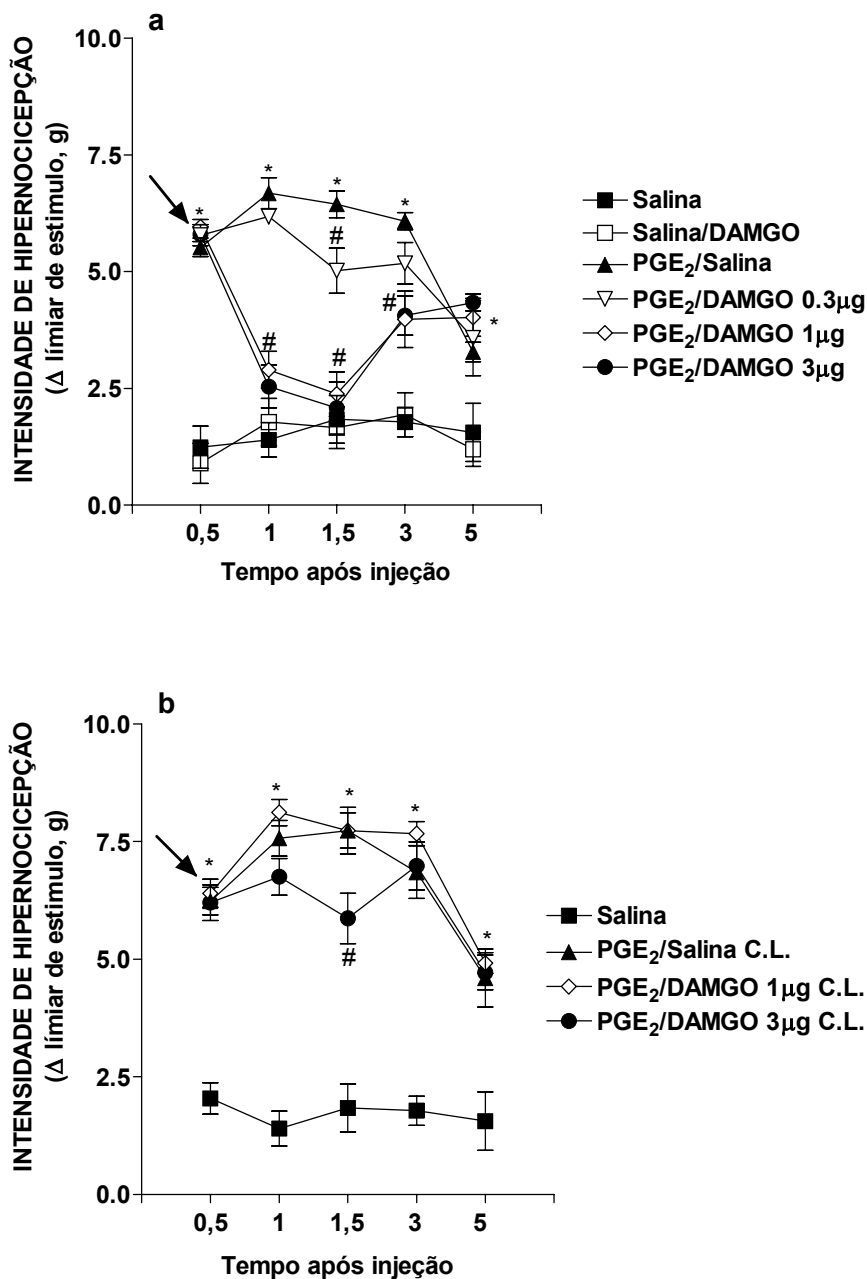 a
INTENSIDADE DE HIPERNOCICEPÇÃO
(Δ límiar de estimulo, g)
10.0
7.5
5.0
2.5
0.0
*
*
*
*
#
#
#
#
*
0,5 1 1,5 3 5
Tempo após injeção
Salina
Salina/DAMGO
PGE₂/Salina
PGE₂/DAMGO 0.3µg
PGE₂/DAMGO 1µg
PGE₂/DAMGO 3µg
b
INTENSIDADE DE HIPERNOCICEPÇÃO
(Δ límiar de estimulo, g)
10.0
7.5
5.0
2.5
0.0
*
*
*
*
*
#
0,5 1 1,5 3 5
Tempo após injeção
Salina
PGE₂/Salina C.L.
PGE₂/DAMGO 1µg C.L.
PGE₂/DAMGO 3µg C.L.